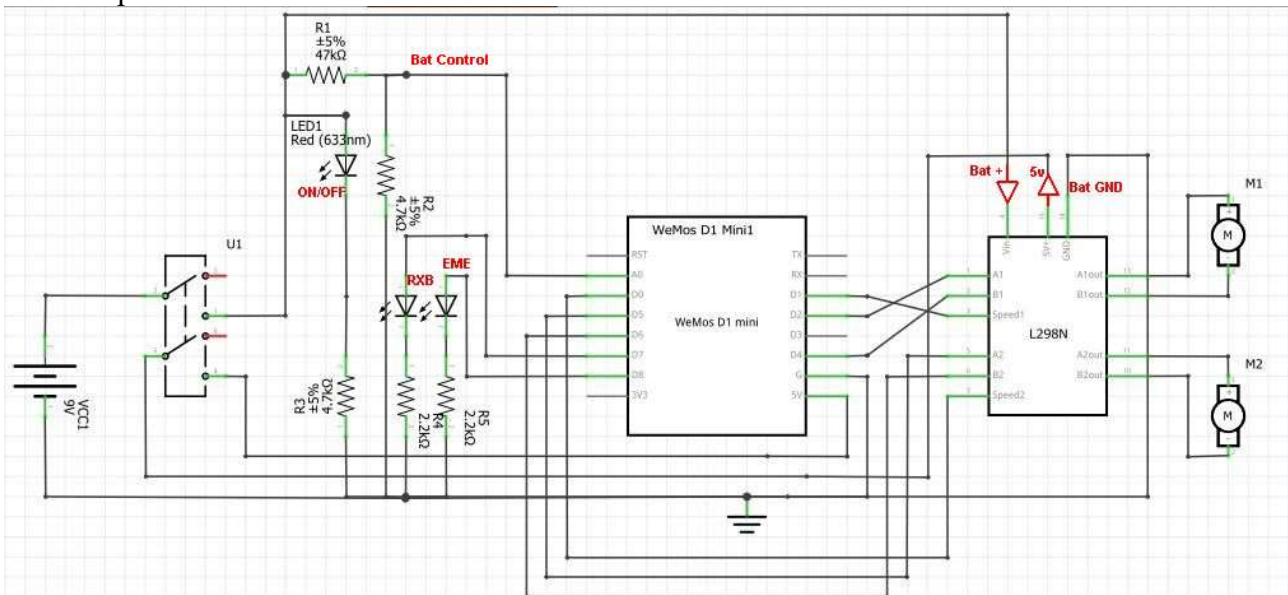 R1
±5%
47kΩ
Bat Control
LED1
Red (633nm)
ON/OFF
R2
±5%
4.7kΩ
U1
RXB
EME
VCC1
9V
R3
±5%
4.7kΩ
R4
2.2kΩ
R5
2.2kΩ
WeMos D1 Mini1
WeMos D1 mini
RST
A0
D0
D5
D6
D7
D8
3V3
TX
RX
D1
D2
D3
D4
G
5V
Bat +
5v
Bat GND
Vin
5V+
GND
A1
B1
Speed1
A2
B2
Speed2
L298N
A1out
B1out
A2out
B2out
M1
M
M2
M